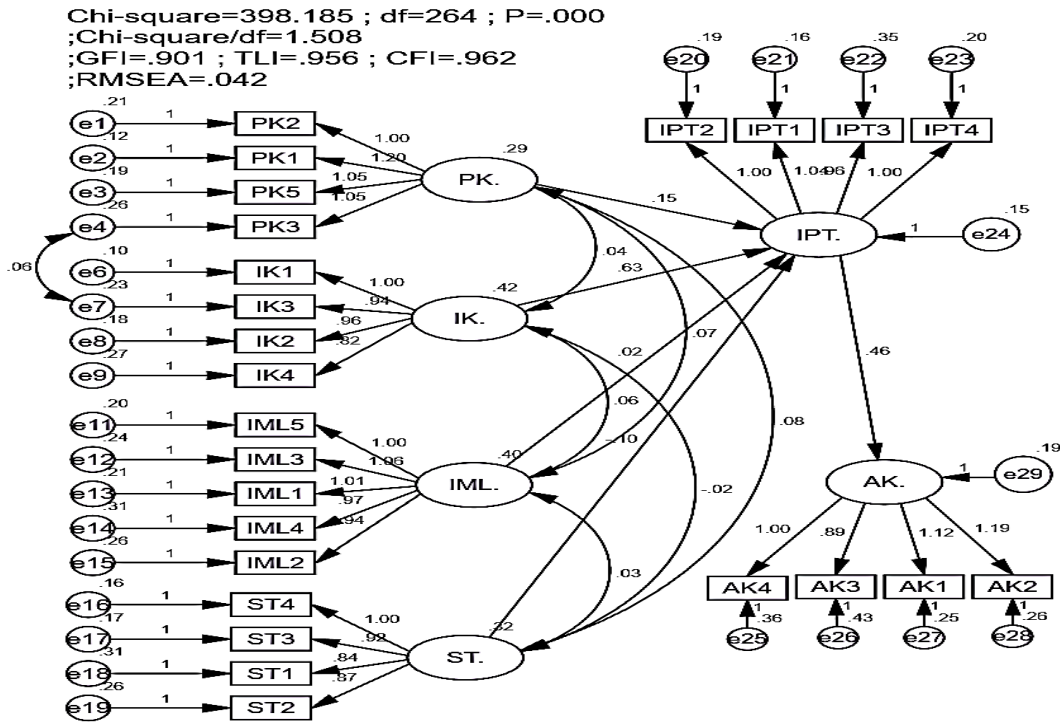 Chi-square=398.185 ; df=264 ; P=.000
;Chi-square/df=1.508
;GFI=.901 ; TLI=.956 ; CFI=.962
;RMSEA=.042
.19 .16 .35 .20
e20 e21 e22 e23
1 1 1 1
IPT2 IPT1 IPT3 IPT4
1.00 1.04 .96 1.00
.21
e1 1 PK2 1.00
.12
e2 1 PK1 1.20
.19
e3 1 PK5 1.05
.26
e4 1 PK3 1.05
.29
PK.
.15
IPT.
1
.15
e24
.06
.10
e6 1 IK1 1.00
.23
e7 1 IK3 .94
.18
e8 1 IK2 .96
.27
e9 1 IK4 .82
.42
IK.
.04
.63
.07
.02
.06
-.10
.08
-.02
.03
.46
.20
e11 1 IML5 1.00
.24
e12 1 IML3 1.06
.21
e13 1 IML1 1.01
.31
e14 1 IML4 .97
.26
e15 1 IML2 .94
.40
IML.
AK.
1
.19
e29
1.00 .89 1.12 1.19
AK4 AK3 AK1 AK2
1 1 1 1
.36 .43 .25 .26
e25 e26 e27 e28
.16
e16 1 ST4 1.00
.17
e17 1 ST3 .92
.31
e18 1 ST1 .84
.26
e19 1 ST2 .87
.32
ST.